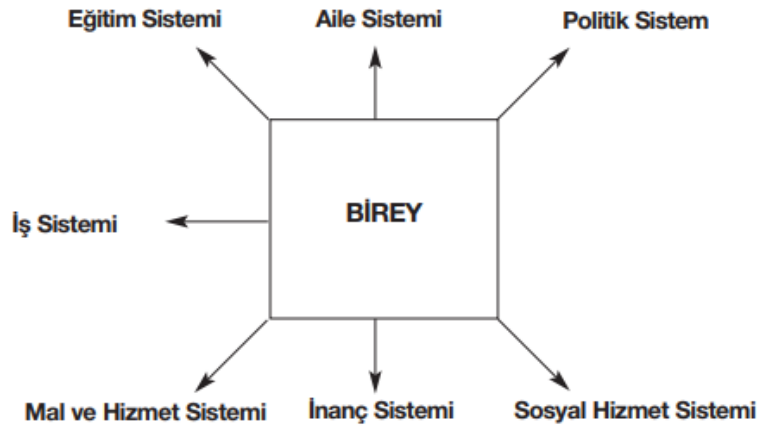 Eğitim Sistemi
Aile Sistemi
Politik Sistem
BİREY
İş Sistemi
Mal ve Hizmet Sistemi
İnanç Sistemi
Sosyal Hizmet Sistemi